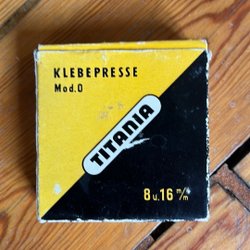 KLEBEPRESSE
Mod.0
TITANIA
8 u. 16 m/m